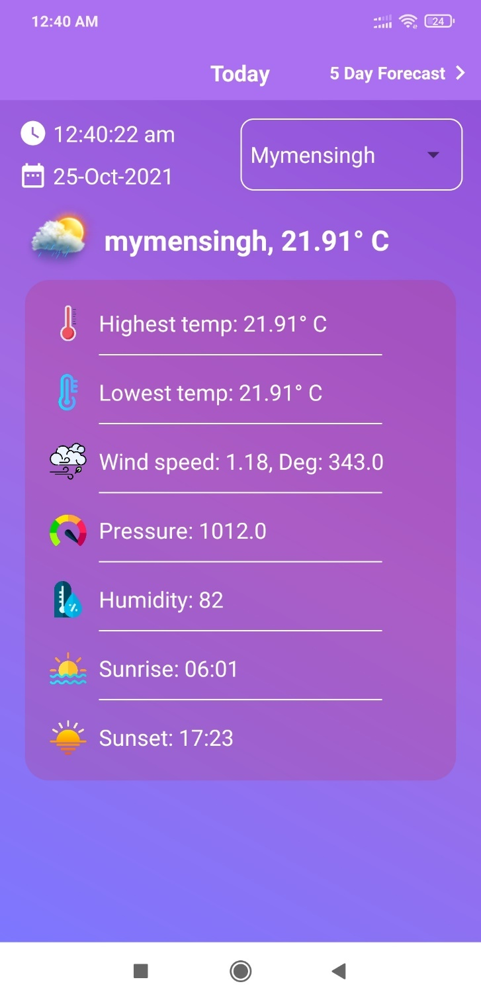 12:40 AM
24
Today
5 Day Forecast
12:40:22 am
Mymensingh
25-Oct-2021
mymensingh, 21.91° C
Highest temp: 21.91° C
Lowest temp: 21.91° C
Wind speed: 1.18, Deg: 343.0
Pressure: 1012.0
Humidity: 82
Sunrise: 06:01
Sunset: 17:23